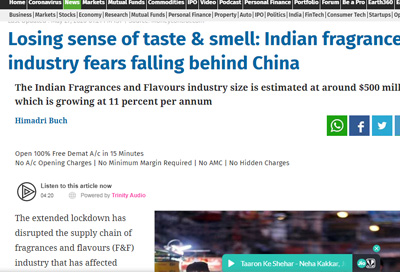 Home Coronavirus News Markets Mutual Funds Commodities IPO Video Podcast Personal Finance Portfolio Forum Be a Pro Earth360
Business | Markets | Stocks | Economy | Research | Mutual Funds | Personal Finance | Property | Auto | IPO | Politics | India | FinTech | Consumer Tech | Startups
Losing sense of taste & smell: Indian fragrance
industry fears falling behind China
The Indian Fragrances and Flavours industry size is estimated at around $500 mill
which is growing at 11 percent per annum
Himadri Buch
Open 100% Free Demat A/c in 15 Minutes
No A/c Opening Charges | No Minimum Margin Required | No AMC | No Hidden Charges
Listen to this article now
04:20 Powered by Trinity Audio
The extended lockdown has
disrupted the supply chain of
fragrances and flavours (F&F)
industry that has affected
Taaron Ke Shehar - Neha Kakkar,